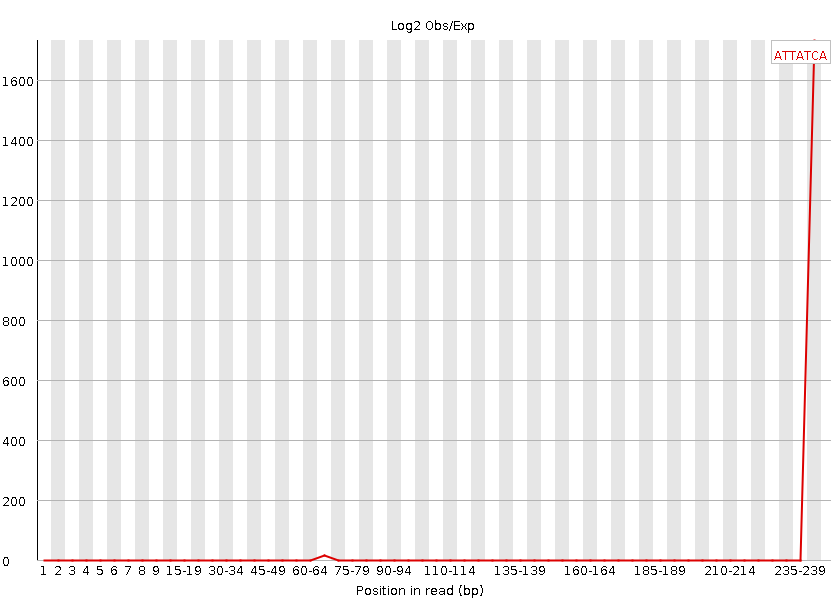 Log2 Obs/Exp
ATTATCA
1600
1400
1200
1000
800
600
400
200
0
1 2 3 4 5 6 7 8 9 15-19 30-34 45-49 60-64 75-79 90-94 110-114 135-139 160-164 185-189 210-214 235-239
Position in read (bp)